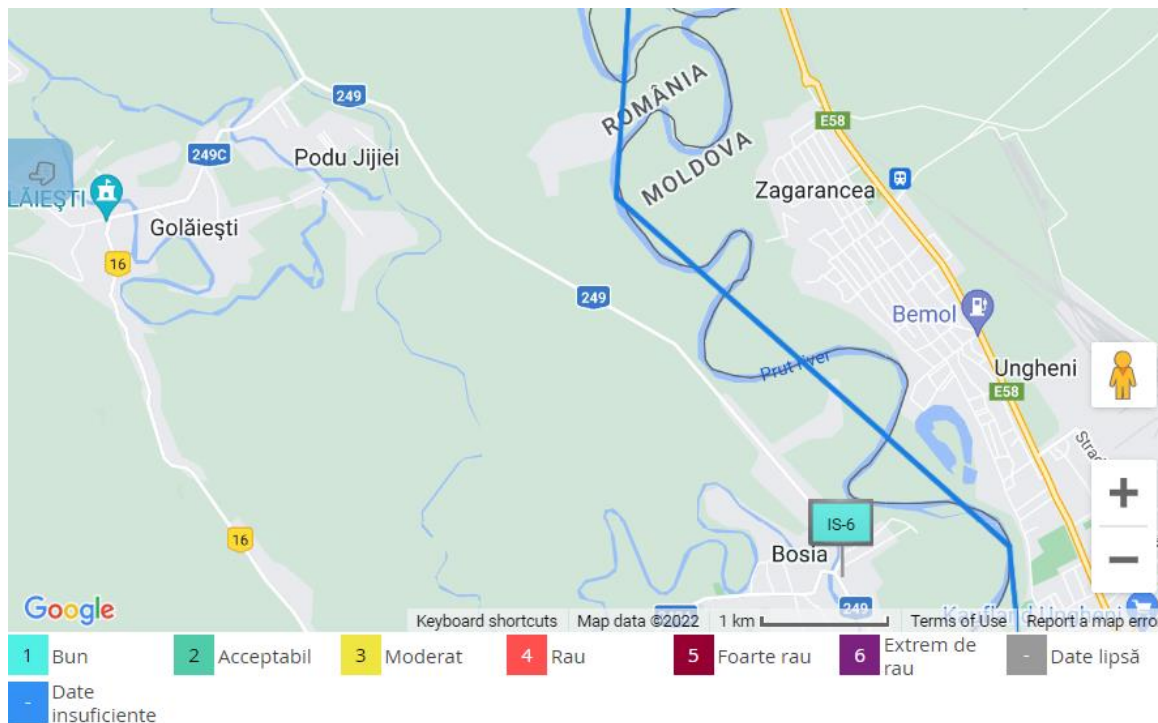 249
ROMÂNIA
E58
249C
Podu Jijiei
MOLDOVA
Zagarancea
LĂIEȘTI
Golăiești
16
249
Bemol
Prut River
Ungheni
E58
IS-6
16
Bosia
249
Google
Keyboard shortcuts Map data ©2022 1 km Terms of Use Report a map erro
1 Bun 2 Acceptabil 3 Moderat 4 Rau 5 Foarte rau 6 Extrem de rau - Date lipsă
- Date insuficiente